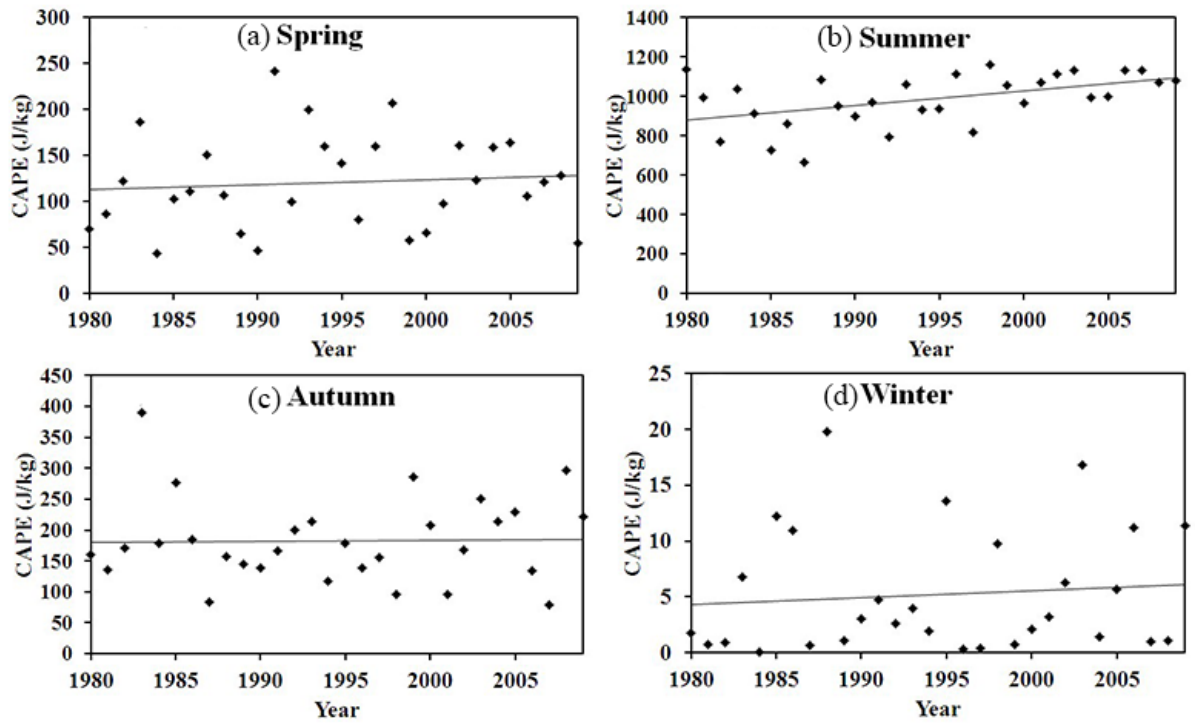 (a) Spring
CAPE (J/kg)
300
250
200
150
100
50
0
1980 1985 1990 1995 2000 2005
Year
(b) Summer
CAPE (J/kg)
1400
1200
1000
800
600
400
200
0
1980 1985 1990 1995 2000 2005
Year
(c) Autumn
CAPE (J/kg)
450
400
350
300
250
200
150
100
50
0
1980 1985 1990 1995 2000 2005
Year
(d) Winter
CAPE (J/kg)
25
20
15
10
5
0
1980 1985 1990 1995 2000 2005
Year